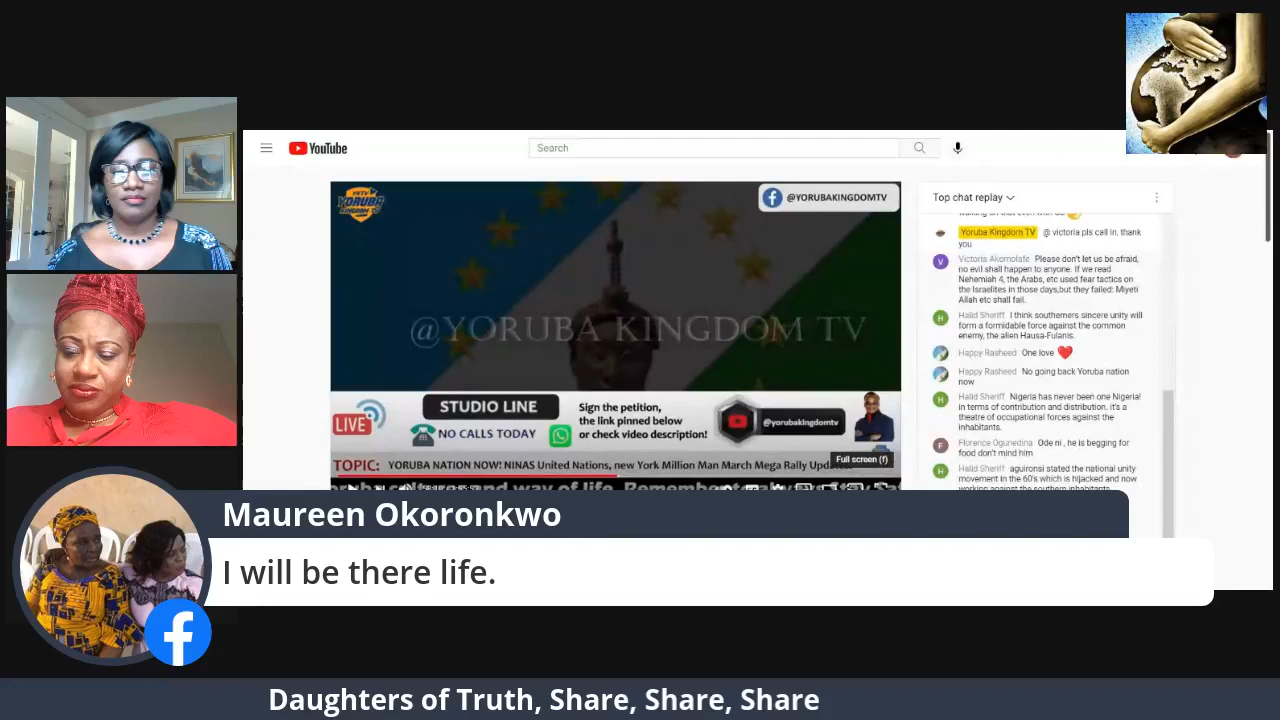 YouTube
Search
YKTV
YORUBA
KINGDOM TV
@YORUBAKINGDOMTV
@YORUBA KINGDOM TV
LIVE
STUDIO LINE
NO CALLS TODAY
Sign the petition,
the link pinned below
or check video description!
@yorubakingdomtv
Full screen (f)
TOPIC:
YORUBA NATION NOW! NINAS United Nations, new York Million Man March Mega Rally Update
and way of life. Remember
Top chat replay
Yoruba Kingdom TV @ victoria pls call in, thank
you
Victoria Akomolafe Please don't let us be afraid,
no evil shall happen to anyone. If we read
Nehemiah 4, the Arabs, etc used fear tactics on
the Israelites in those days,but they failed: Miyeti
Allah etc shall fail.
Halid Sheriff I think southerners sincere unity will
form a formidable force against the common
enemy, the alien Hausa-Fulanis.
Happy Rasheed One love ❤️
Happy Rasheed No going back Yoruba nation
now
Halid Sheriff Nigeria has never been one Nigeria!
in terms of contribution and distribution. it's a
theatre of occupational forces against the
inhabitants.
Florence Ogunedina Ode ni , he is begging for
food don't mind him
Halid Sheriff aguironsi stated the national unity
movement in the 60's which is hijacked and now
working against the southern inhabitants
Maureen Okoronkwo
I will be there life.
Daughters of Truth, Share, Share, Share